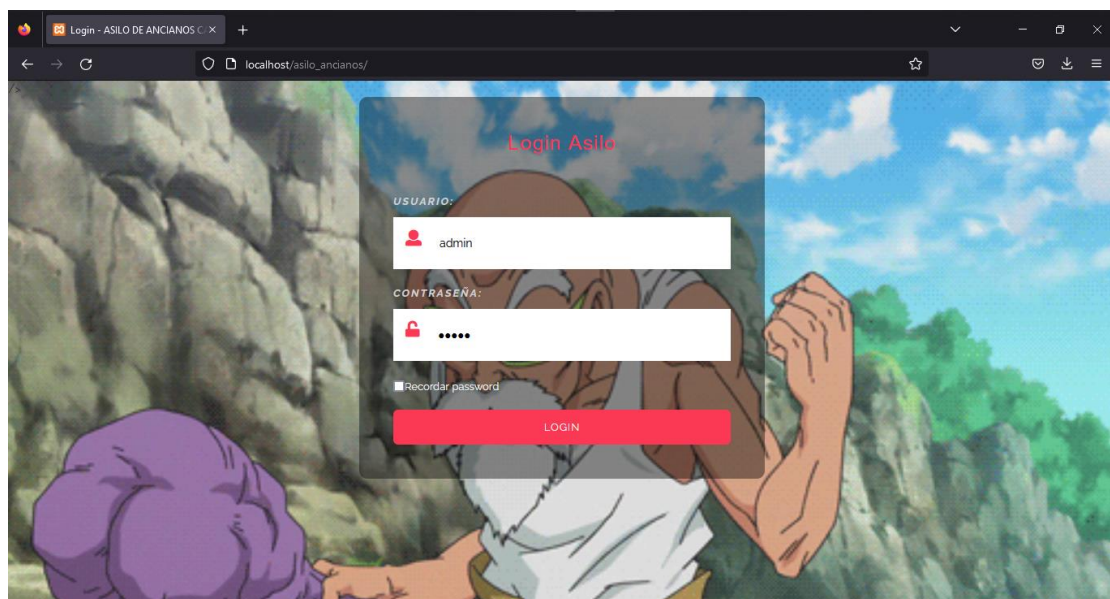 Login - ASILO DE ANCIANOS C
localhost/asilo_ancianos/
/>
Login Asilo
USUARIO:
admin
CONTRASEÑA:
•••••
Recordar password
LOGIN